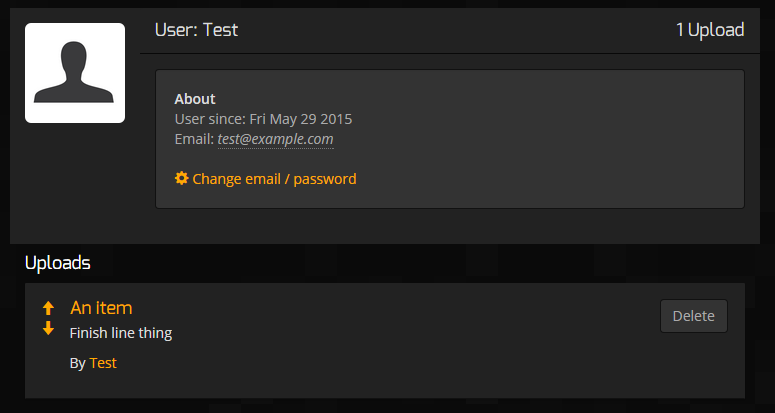 User: Test
1 Upload
About
User since: Fri May 29 2015
Email: test@example.com
Change email / password
Uploads
An item
Finish line thing
By Test
Delete